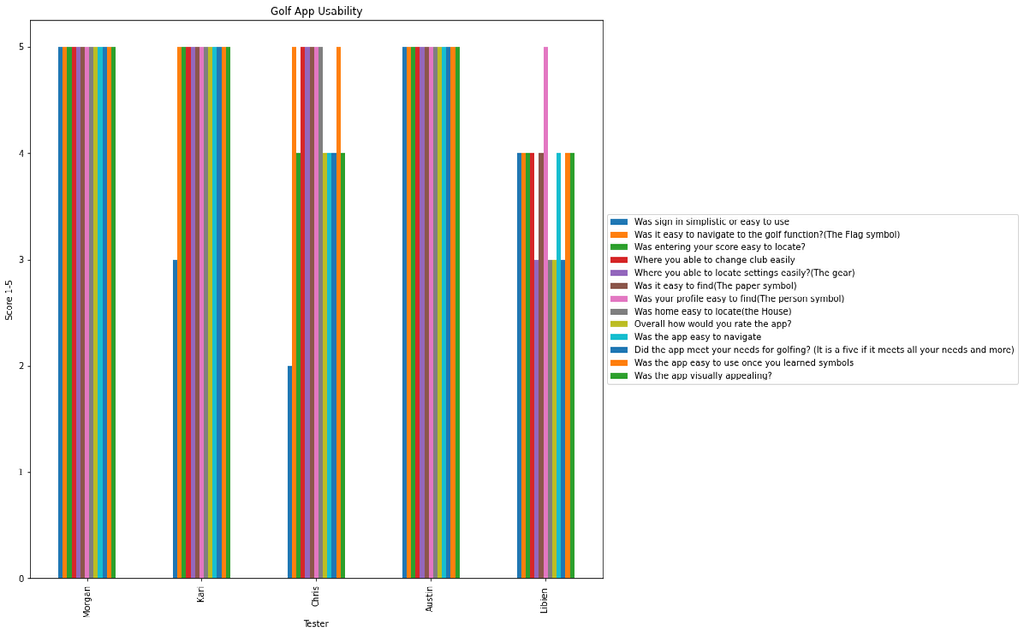 Golf App Usability
5
4
3
2
1
0
Score 1-5
Morgan
Kari
Chris
Austin
Libien
Tester
Was sign in simplistic or easy to use
Was it easy to navigate to the golf function?(The Flag symbol)
Was entering your score easy to locate?
Where you able to change club easily
Where you able to locate settings easily?(The gear)
Was it easy to find(The paper symbol)
Was your profile easy to find(The person symbol)
Was home easy to locate(the House)
Overall how would you rate the app?
Was the app easy to navigate
Did the app meet your needs for golfing? (It is a five if it meets all your needs and more)
Was the app easy to use once you learned symbols
Was the app visually appealing?